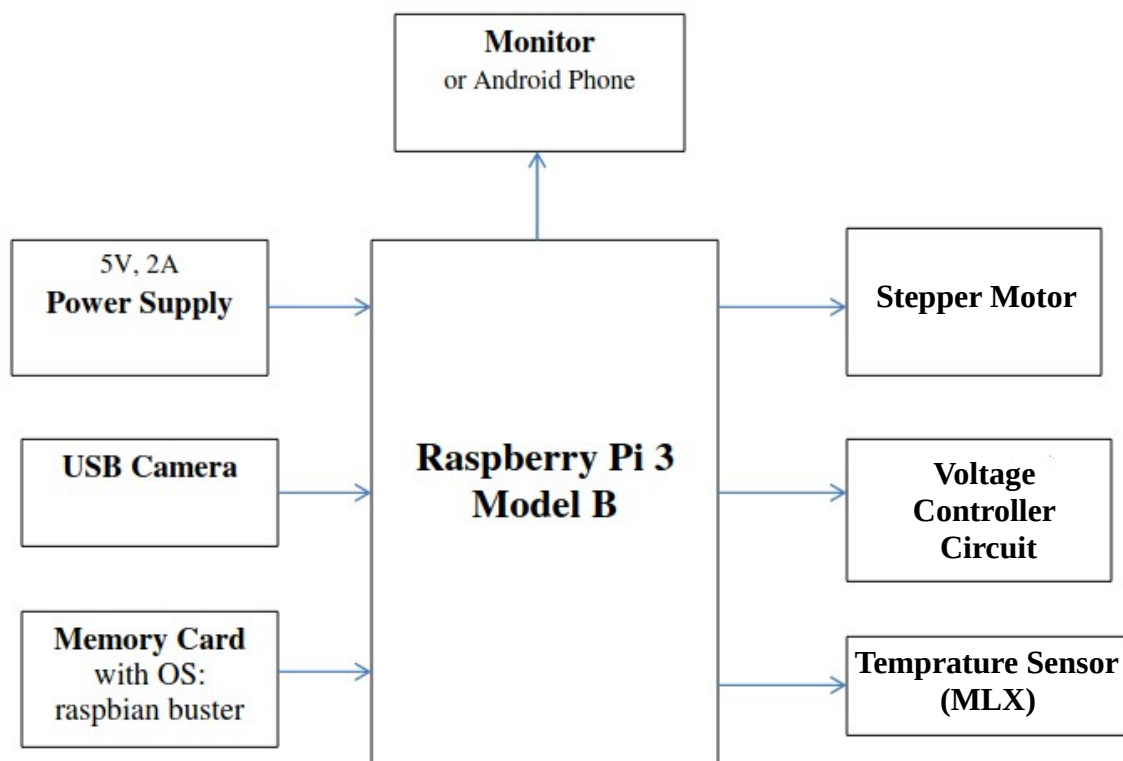 Monitor
or Android Phone
5V, 2A
Power Supply
USB Camera
Memory Card
with OS:
raspbian buster
Raspberry Pi 3
Model B
Stepper Motor
Voltage
Controller
Circuit
Temprature Sensor
(MLX)